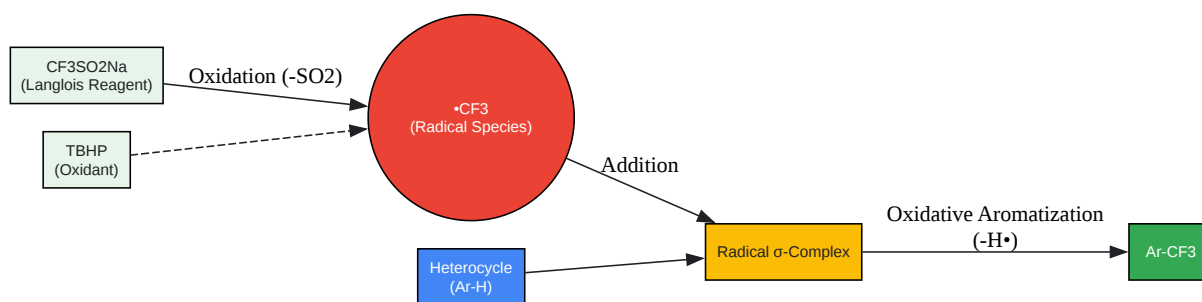 CF3SO2Na
(Langlois Reagent)
Oxidation (-SO2)
TBHP
(Oxidant)
•CF3
(Radical Species)
Addition
Heterocycle
(Ar-H)
Radical σ-Complex
Oxidative Aromatization
(-H•)
Ar-CF3